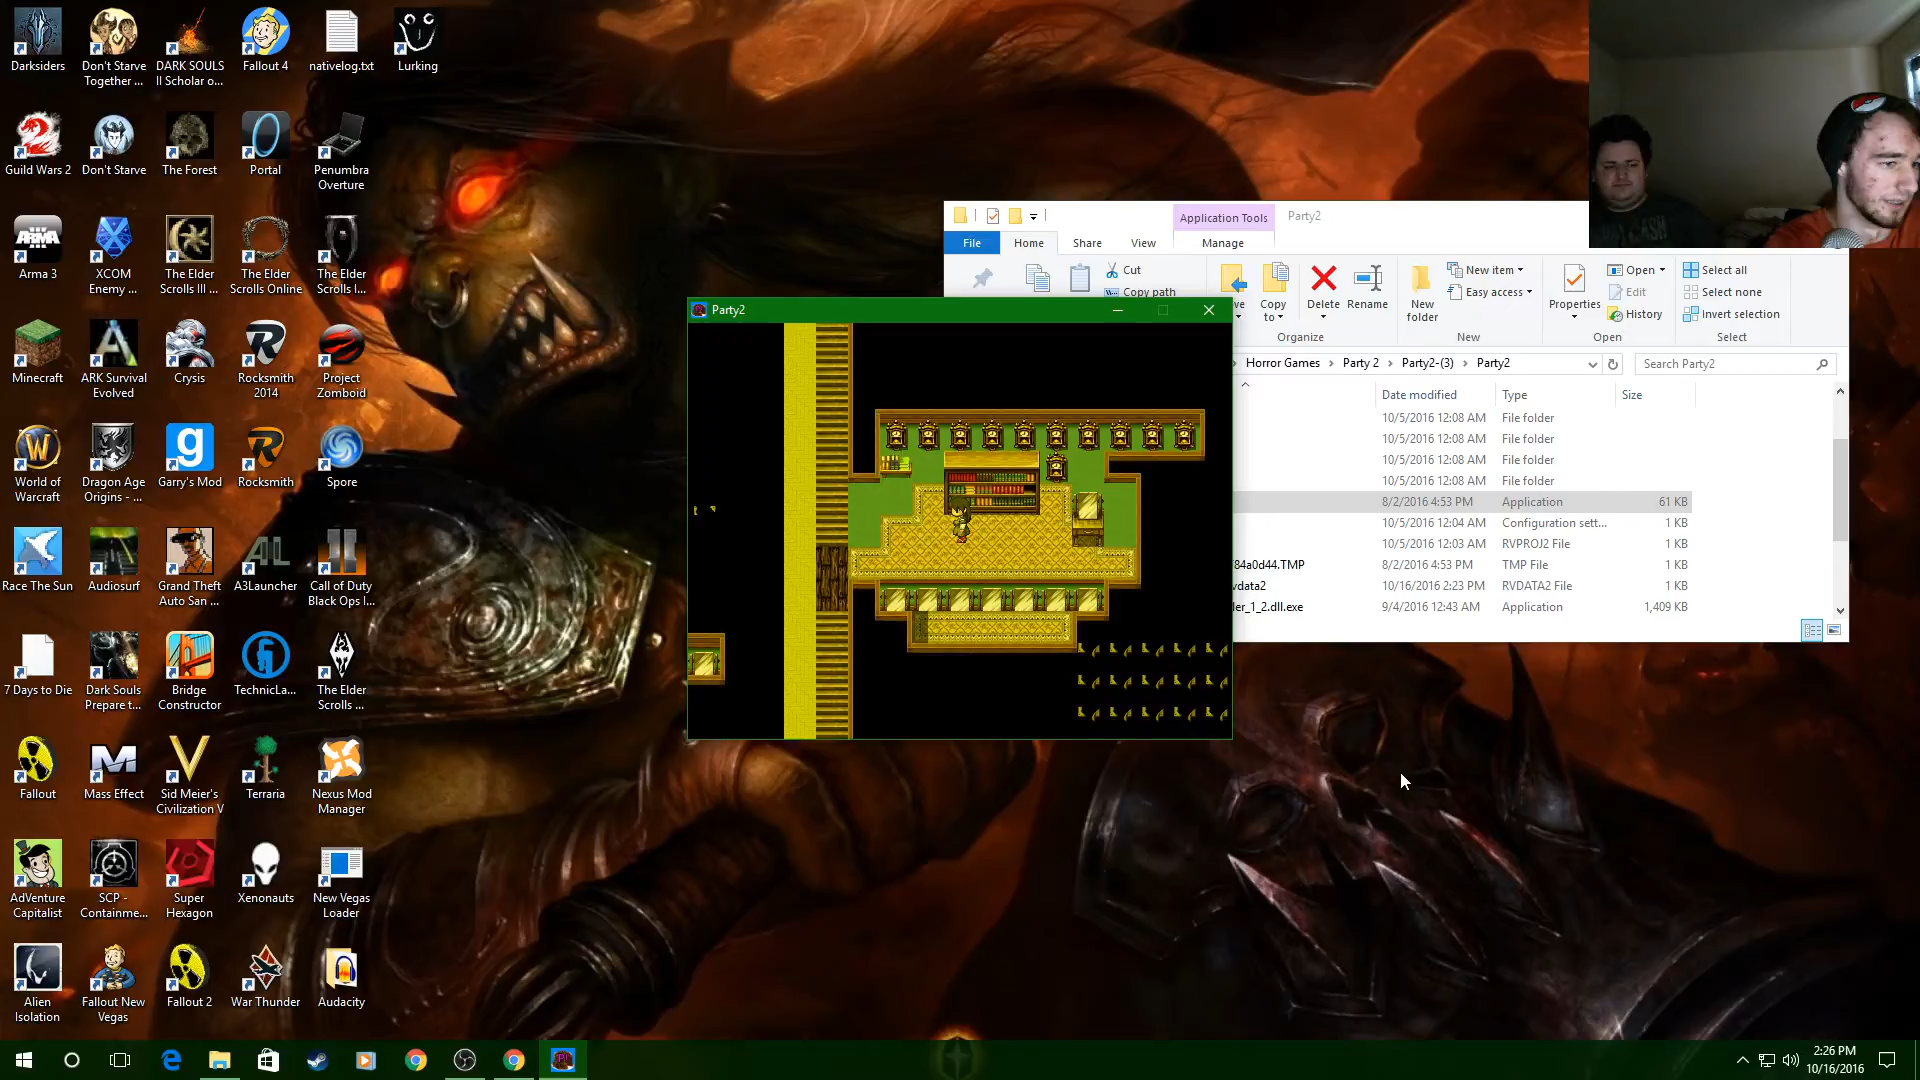 Darksiders
Don't Starve
Together ...
DARK SOULS
II Scholar o...
Fallout 4
nativelog.txt
Lurking
Guild Wars 2
Don't Starve
The Forest
Portal
Penumbra
Overture
Arma 3
XCOM
Enemy ...
The Elder
Scrolls III ...
The Elder
Scrolls Online
The Elder
Scrolls I...
Minecraft
ARK Survival
Evolved
Crysis
Rocksmith
2014
Project
Zomboid
World of
Warcraft
Dragon Age
Origins - ...
Garry's Mod
Rocksmith
Spore
Race The Sun
Audiosurf
Grand Theft
Auto San ...
A3Launcher
Call of Duty
Black Ops I...
7 Days to Die
Dark Souls
Prepare t...
Bridge
Constructor
TechnicLa...
The Elder
Scrolls ...
Fallout
Mass Effect
Sid Meier's
Civilization V
Terraria
Nexus Mod
Manager
AdVenture
Capitalist
SCP -
Containme...
Super
Hexagon
Xenonauts
New Vegas
Loader
Alien
Isolation
Fallout New
Vegas
Fallout 2
War Thunder
Audacity
Application Tools
Party2
File
Home
Share
View
Manage
Cut
Copy path
Copy
to
Delete
Rename
Organize
New
folder
New item
Easy access
New
Properties
Open
Edit
History
Open
Select all
Select none
Invert selection
Select
Party2
Horror Games > Party 2 > Party2-(3) > Party2
Search Party2
Date modified Type Size
10/5/2016 12:08 AM File folder
10/5/2016 12:08 AM File folder
10/5/2016 12:08 AM File folder
10/5/2016 12:08 AM File folder
8/2/2016 4:53 PM Application 61 KB
10/5/2016 12:04 AM Configuration sett... 1 KB
10/5/2016 12:03 AM RVPROJ2 File 1 KB
84a0d44.TMP 8/2/2016 4:53 PM TMP File 1 KB
vdata2 10/16/2016 2:23 PM RVDATA2 File 1 KB
ler_1_2.dll.exe 9/4/2016 12:43 AM Application 1,409 KB
2:26 PM
10/16/2016